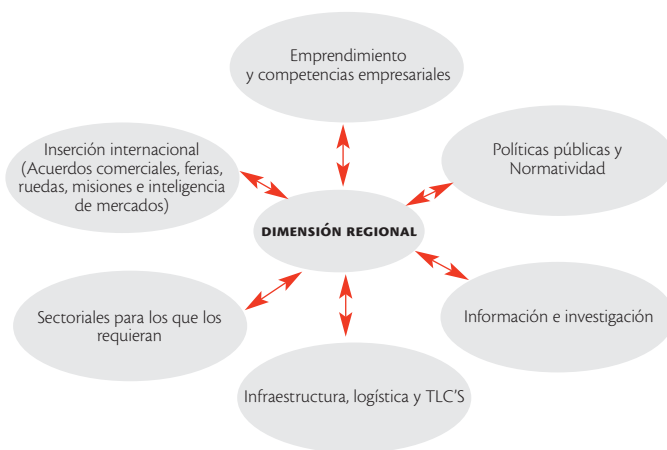 Emprendimiento
y competencias empresariales
Inserción internacional
(Acuerdos comerciales, ferias,
ruedas, misiones e inteligencia
de mercados)
Políticas públicas y
Normatividad
DIMENSIÓN REGIONAL
Sectoriales para los que los
requieran
Información e investigación
Infraestructura, logística y TLC'S